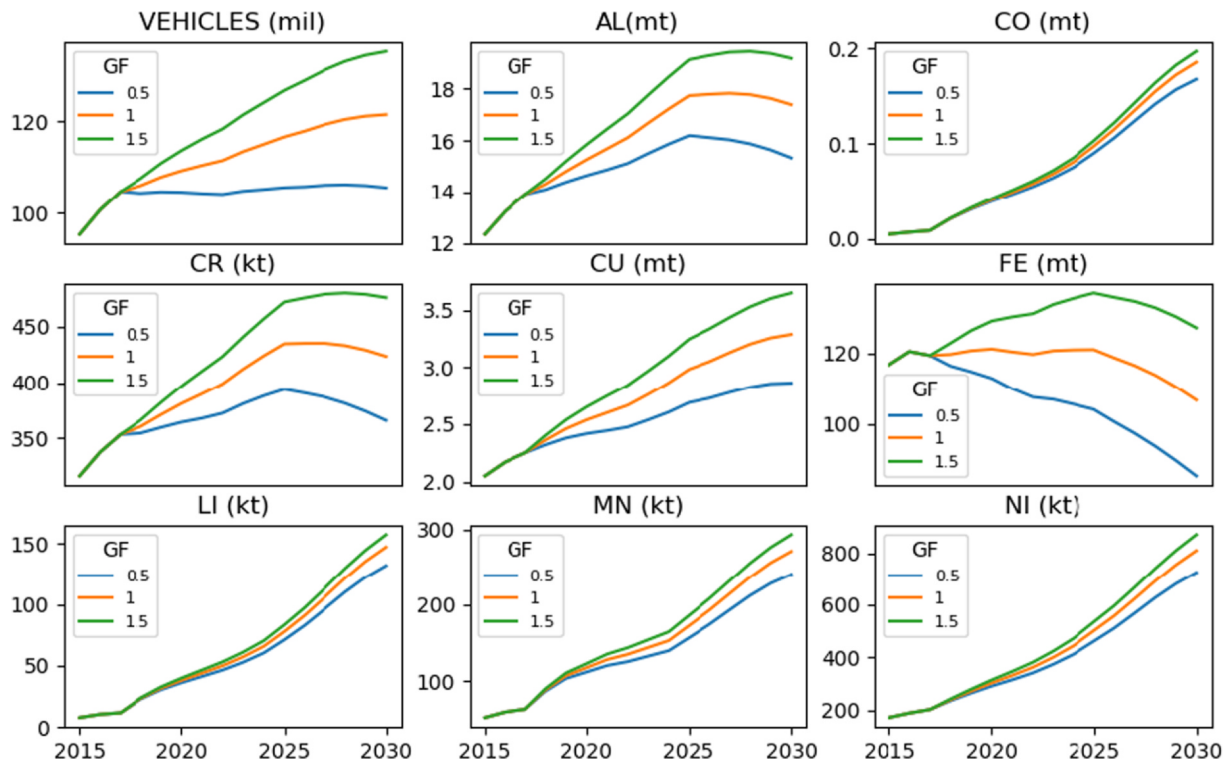 VEHICLES (mil)
AL(mt)
CO (mt)
GF
0.5
1
1.5
120
100
GF
0.5
1
1.5
18
16
14
12
GF
0.5
1
1.5
0.2
0.1
0.0
CR (kt)
CU (mt)
FE (mt)
GF
0.5
1
1.5
450
400
350
GF
0.5
1
1.5
3.5
3.0
2.5
2.0
GF
0.5
1
1.5
120
100
LI (kt)
MN (kt)
NI (kt)
GF
0.5
1
1.5
150
100
50
0
2015 2020 2025 2030
GF
0.5
1
1.5
300
200
100
2015 2020 2025 2030
GF
0.5
1
1.5
800
600
400
200
2015 2020 2025 2030